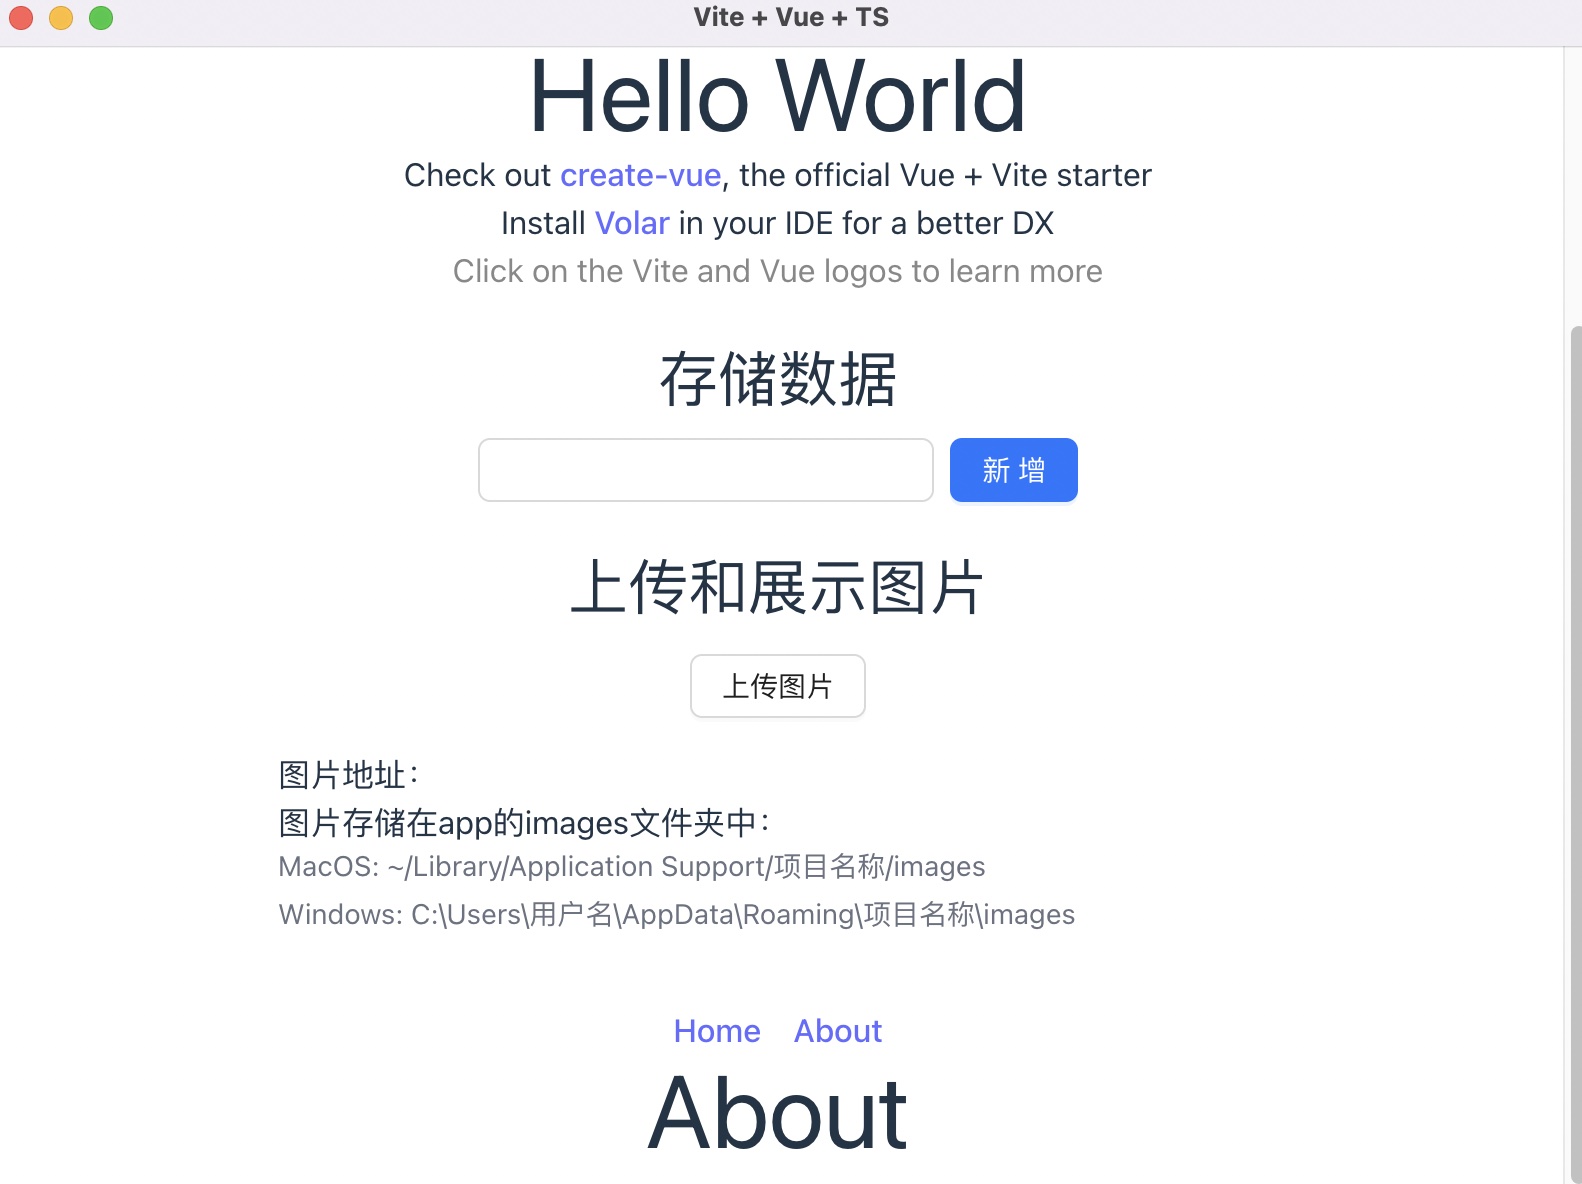 Vite + Vue + TS
Hello World
Check out create-vue, the official Vue + Vite starter
Install Volar in your IDE for a better DX
Click on the Vite and Vue logos to learn more
存储数据
新 增
上传和展示图片
上传图片
图片地址：
图片存储在app的images文件夹中：
MacOS: ~/Library/Application Support/项目名称/images
Windows: C:\Users\用户名\AppData\Roaming\项目名称\images
Home About
About